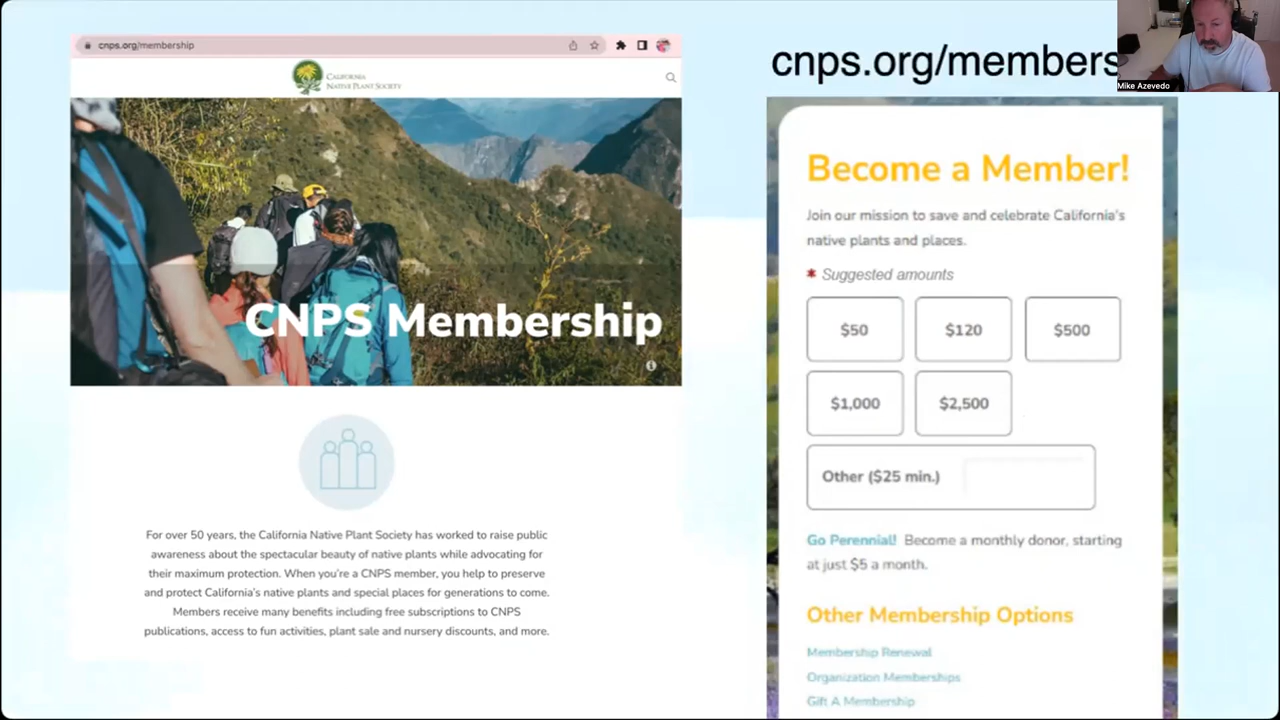 cnps.org/membership
CALIFORNIA
NATIVE PLANT SOCIETY
CNPS Membership
For over 50 years, the California Native Plant Society has worked to raise public
awareness about the spectacular beauty of native plants while advocating for
their maximum protection. When you're a CNPS member, you help to preserve
and protect California's native plants and special places for generations to come.
Members receive many benefits including free subscriptions to CNPS
publications, access to fun activities, plant sale and nursery discounts, and more.
cnps.org/members
Mike Azevedo
Become a Member!
Join our mission to save and celebrate California's
native plants and places.
* Suggested amounts
$50 $120 $500
$1,000 $2,500
Other ($25 min.)
Go Perennial! Become a monthly donor, starting
at just $5 a month.
Other Membership Options
Membership Renewal
Organization Memberships
Gift A Membership